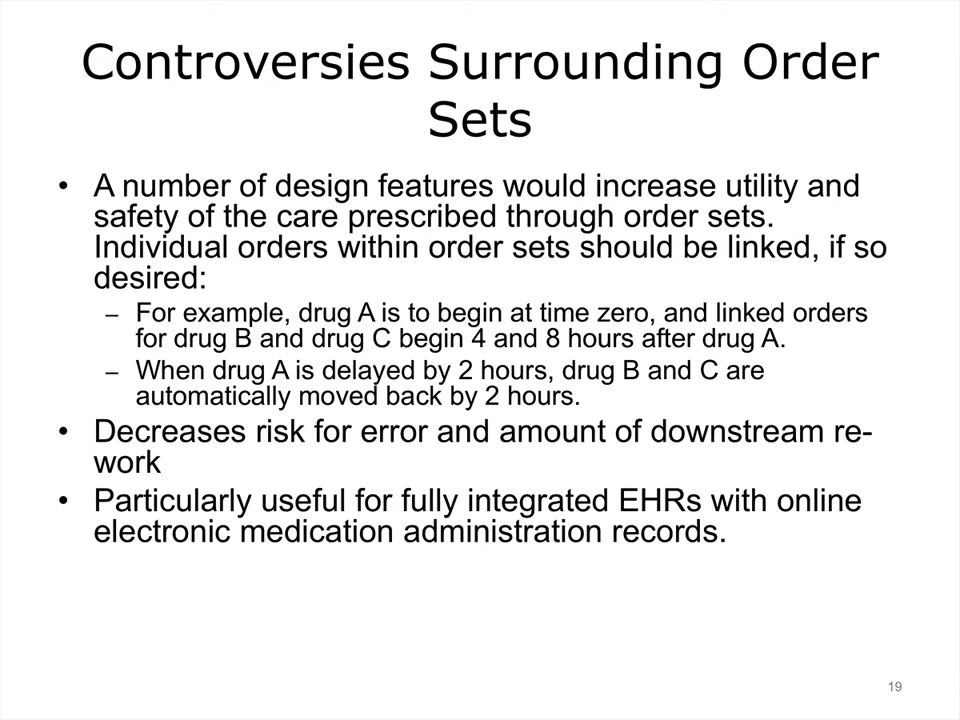 Controversies Surrounding Order
Sets
• A number of design features would increase utility and
safety of the care prescribed through order sets.
Individual orders within order sets should be linked, if so
desired:
– For example, drug A is to begin at time zero, and linked orders
for drug B and drug C begin 4 and 8 hours after drug A.
– When drug A is delayed by 2 hours, drug B and C are
automatically moved back by 2 hours.
• Decreases risk for error and amount of downstream re-
work
• Particularly useful for fully integrated EHRs with online
electronic medication administration records.
19